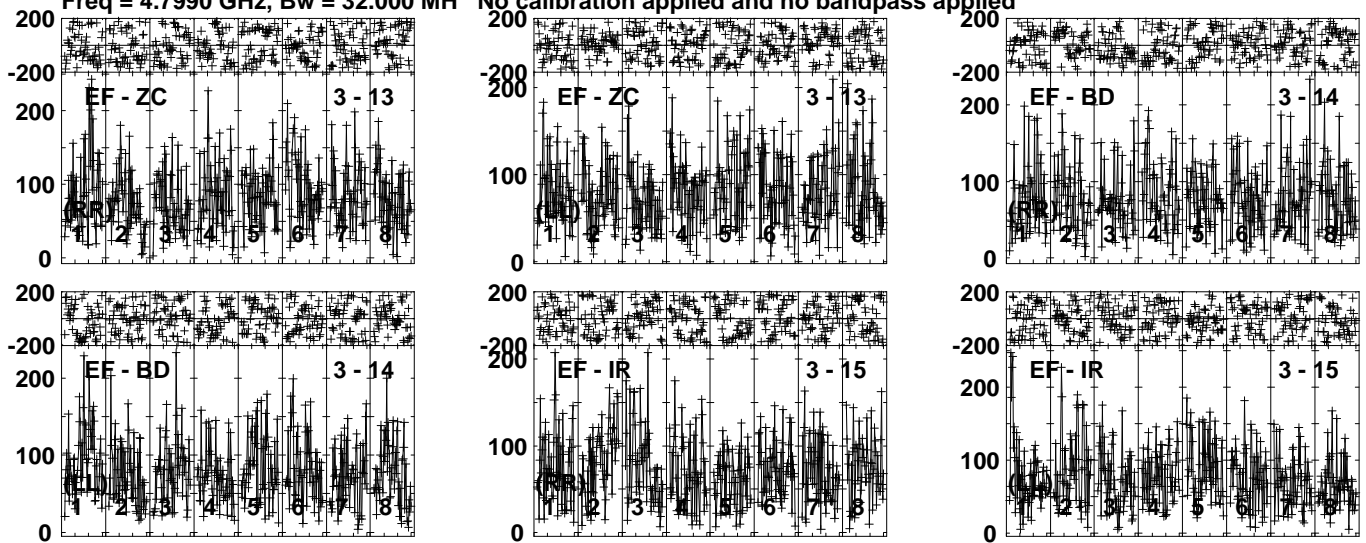 Freq = 4.7990 GHz, Bw = 32.000 MH No calibration applied and no bandpass applied
200
-200
200
100
0
EF - ZC 3 - 13
(RR)
1 2 3 4 5 6 7 8
200
-200
200
100
0
EF - ZC 3 - 13
(LL)
1 2 3 4 5 6 7 8
200
-200
200
100
0
EF - BD 3 - 14
(RR)
1 2 3 4 5 6 7 8
200
-200
200
100
0
EF - BD 3 - 14
(LL)
1 2 3 4 5 6 7 8
200
-200
200
100
0
EF - IR 3 - 15
(RR)
1 2 3 4 5 6 7 8
200
-200
200
100
0
EF - IR 3 - 15
(LL)
1 2 3 4 5 6 7 8